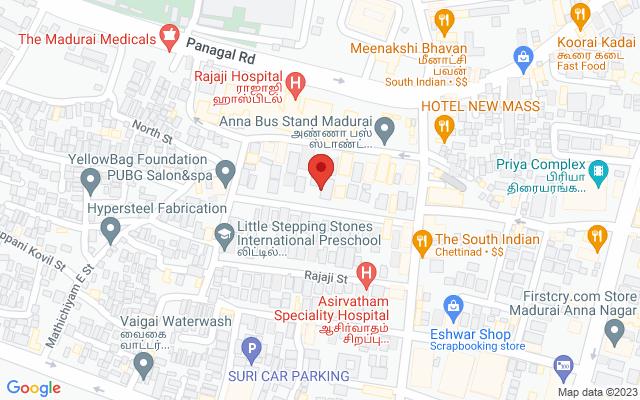 The Madurai Medicals
Panagal Rd
Meenakshi Bhavan
மீனாட்சி
பவன்
South Indian • $$
Koorai Kadai
கூரை கடை
Fast Food
Rajaji Hospital
ராஜாஜி
ஹாஸ்பிடல்
HOTEL NEW MASS
Anna Bus Stand Madurai
அண்ணா பஸ்
ஸ்டாண்ட்...
North St
YellowBag Foundation
PUBG Salon&spa
Priya Complex
பிரியா
திரையரங்க...
Hypersteel Fabrication
Little Stepping Stones
International Preschool
லிட்டில்...
The South Indian
Chettinad • $$
ppani Kovil St
Mathichiyam E St
Rajaji St
Asirvatham
Speciality Hospital
ஆசிர்வாதம்
சிறப்பு...
Firstcry.com Store
Madurai Anna Nagar
Vaigai Waterwash
வைகை
வாட்டர்...
Eshwar Shop
Scrapbooking store
SURI CAR PARKING
Google
Map data ©2023